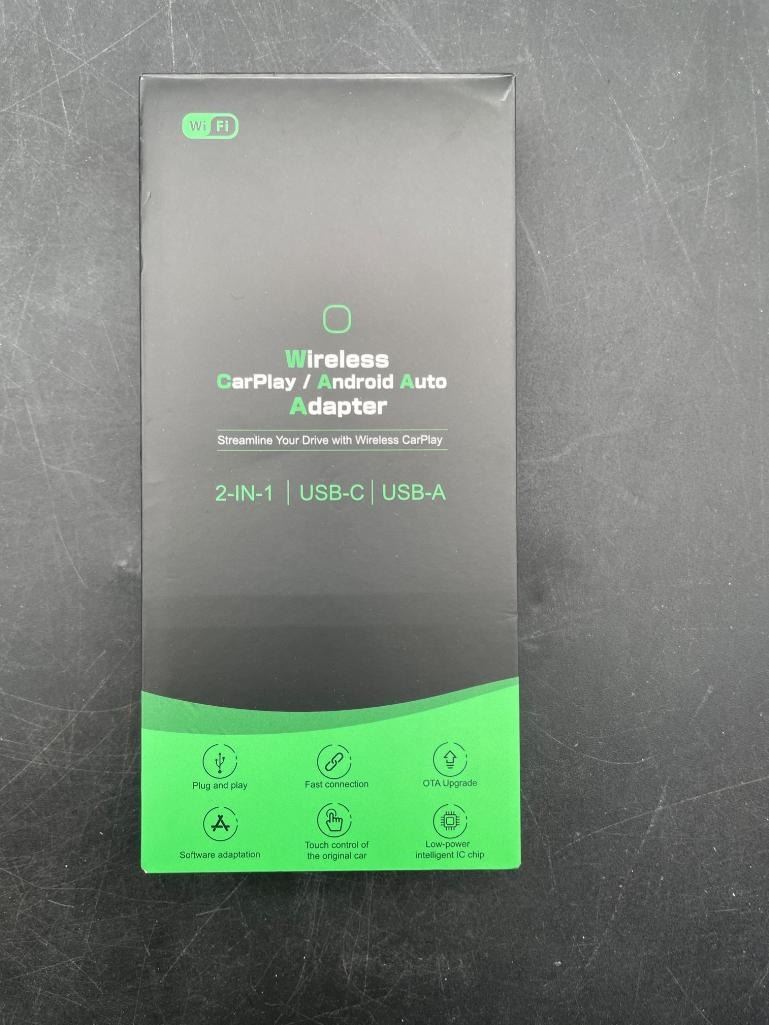 Wi Fi
Wireless
CarPlay / Android Auto
Adapter
Streamline Your Drive with Wireless CarPlay
2-IN-1 | USB-C | USB-A
Plug and play
Fast connection
OTA Upgrade
Software adaptation
Touch control of
the original car
Low-power
intelligent IC chip